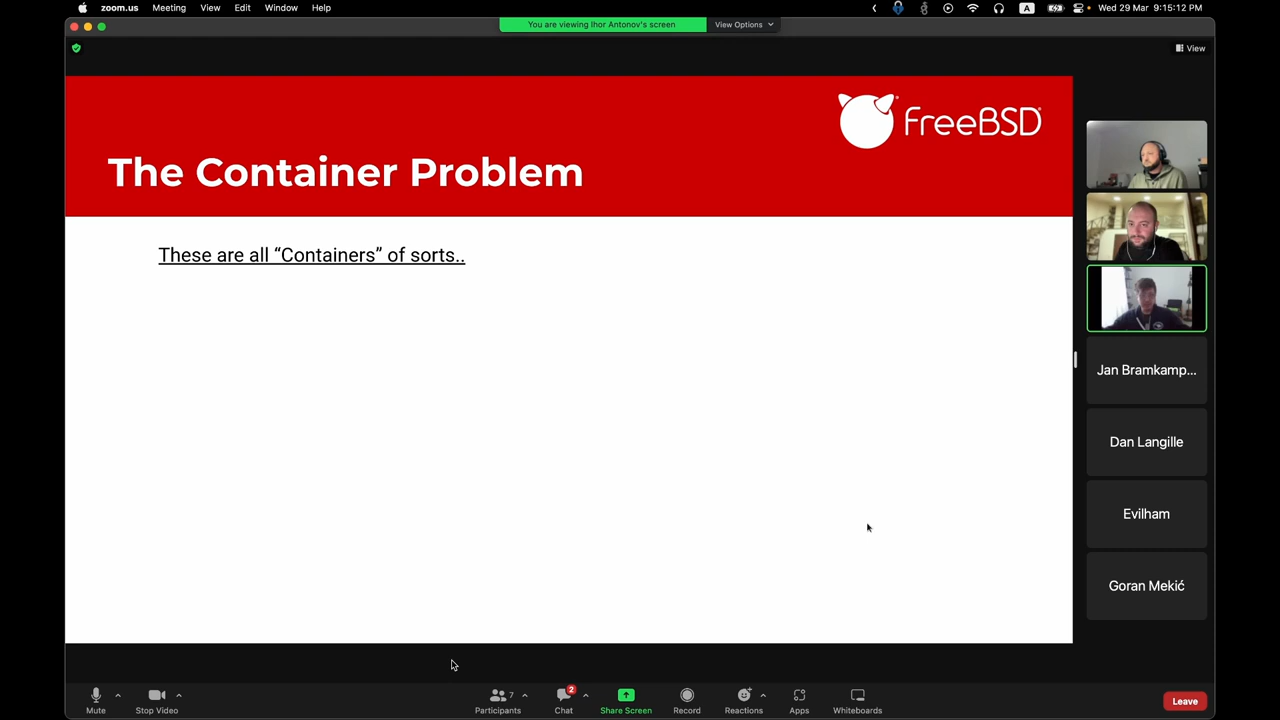 zoom.us Meeting View Edit Window Help
A
Wed 29 Mar 9:15:12 PM
You are viewing Ihor Antonov's screen
View Options
View
FreeBSD
The Container Problem
These are all “Containers” of sorts..
Jan Bramkamp...
Dan Langille
Evilham
Goran Mekić
7
2
Mute
Stop Video
Participants
Chat
Share Screen
Record
Reactions
Apps
Whiteboards
Leave